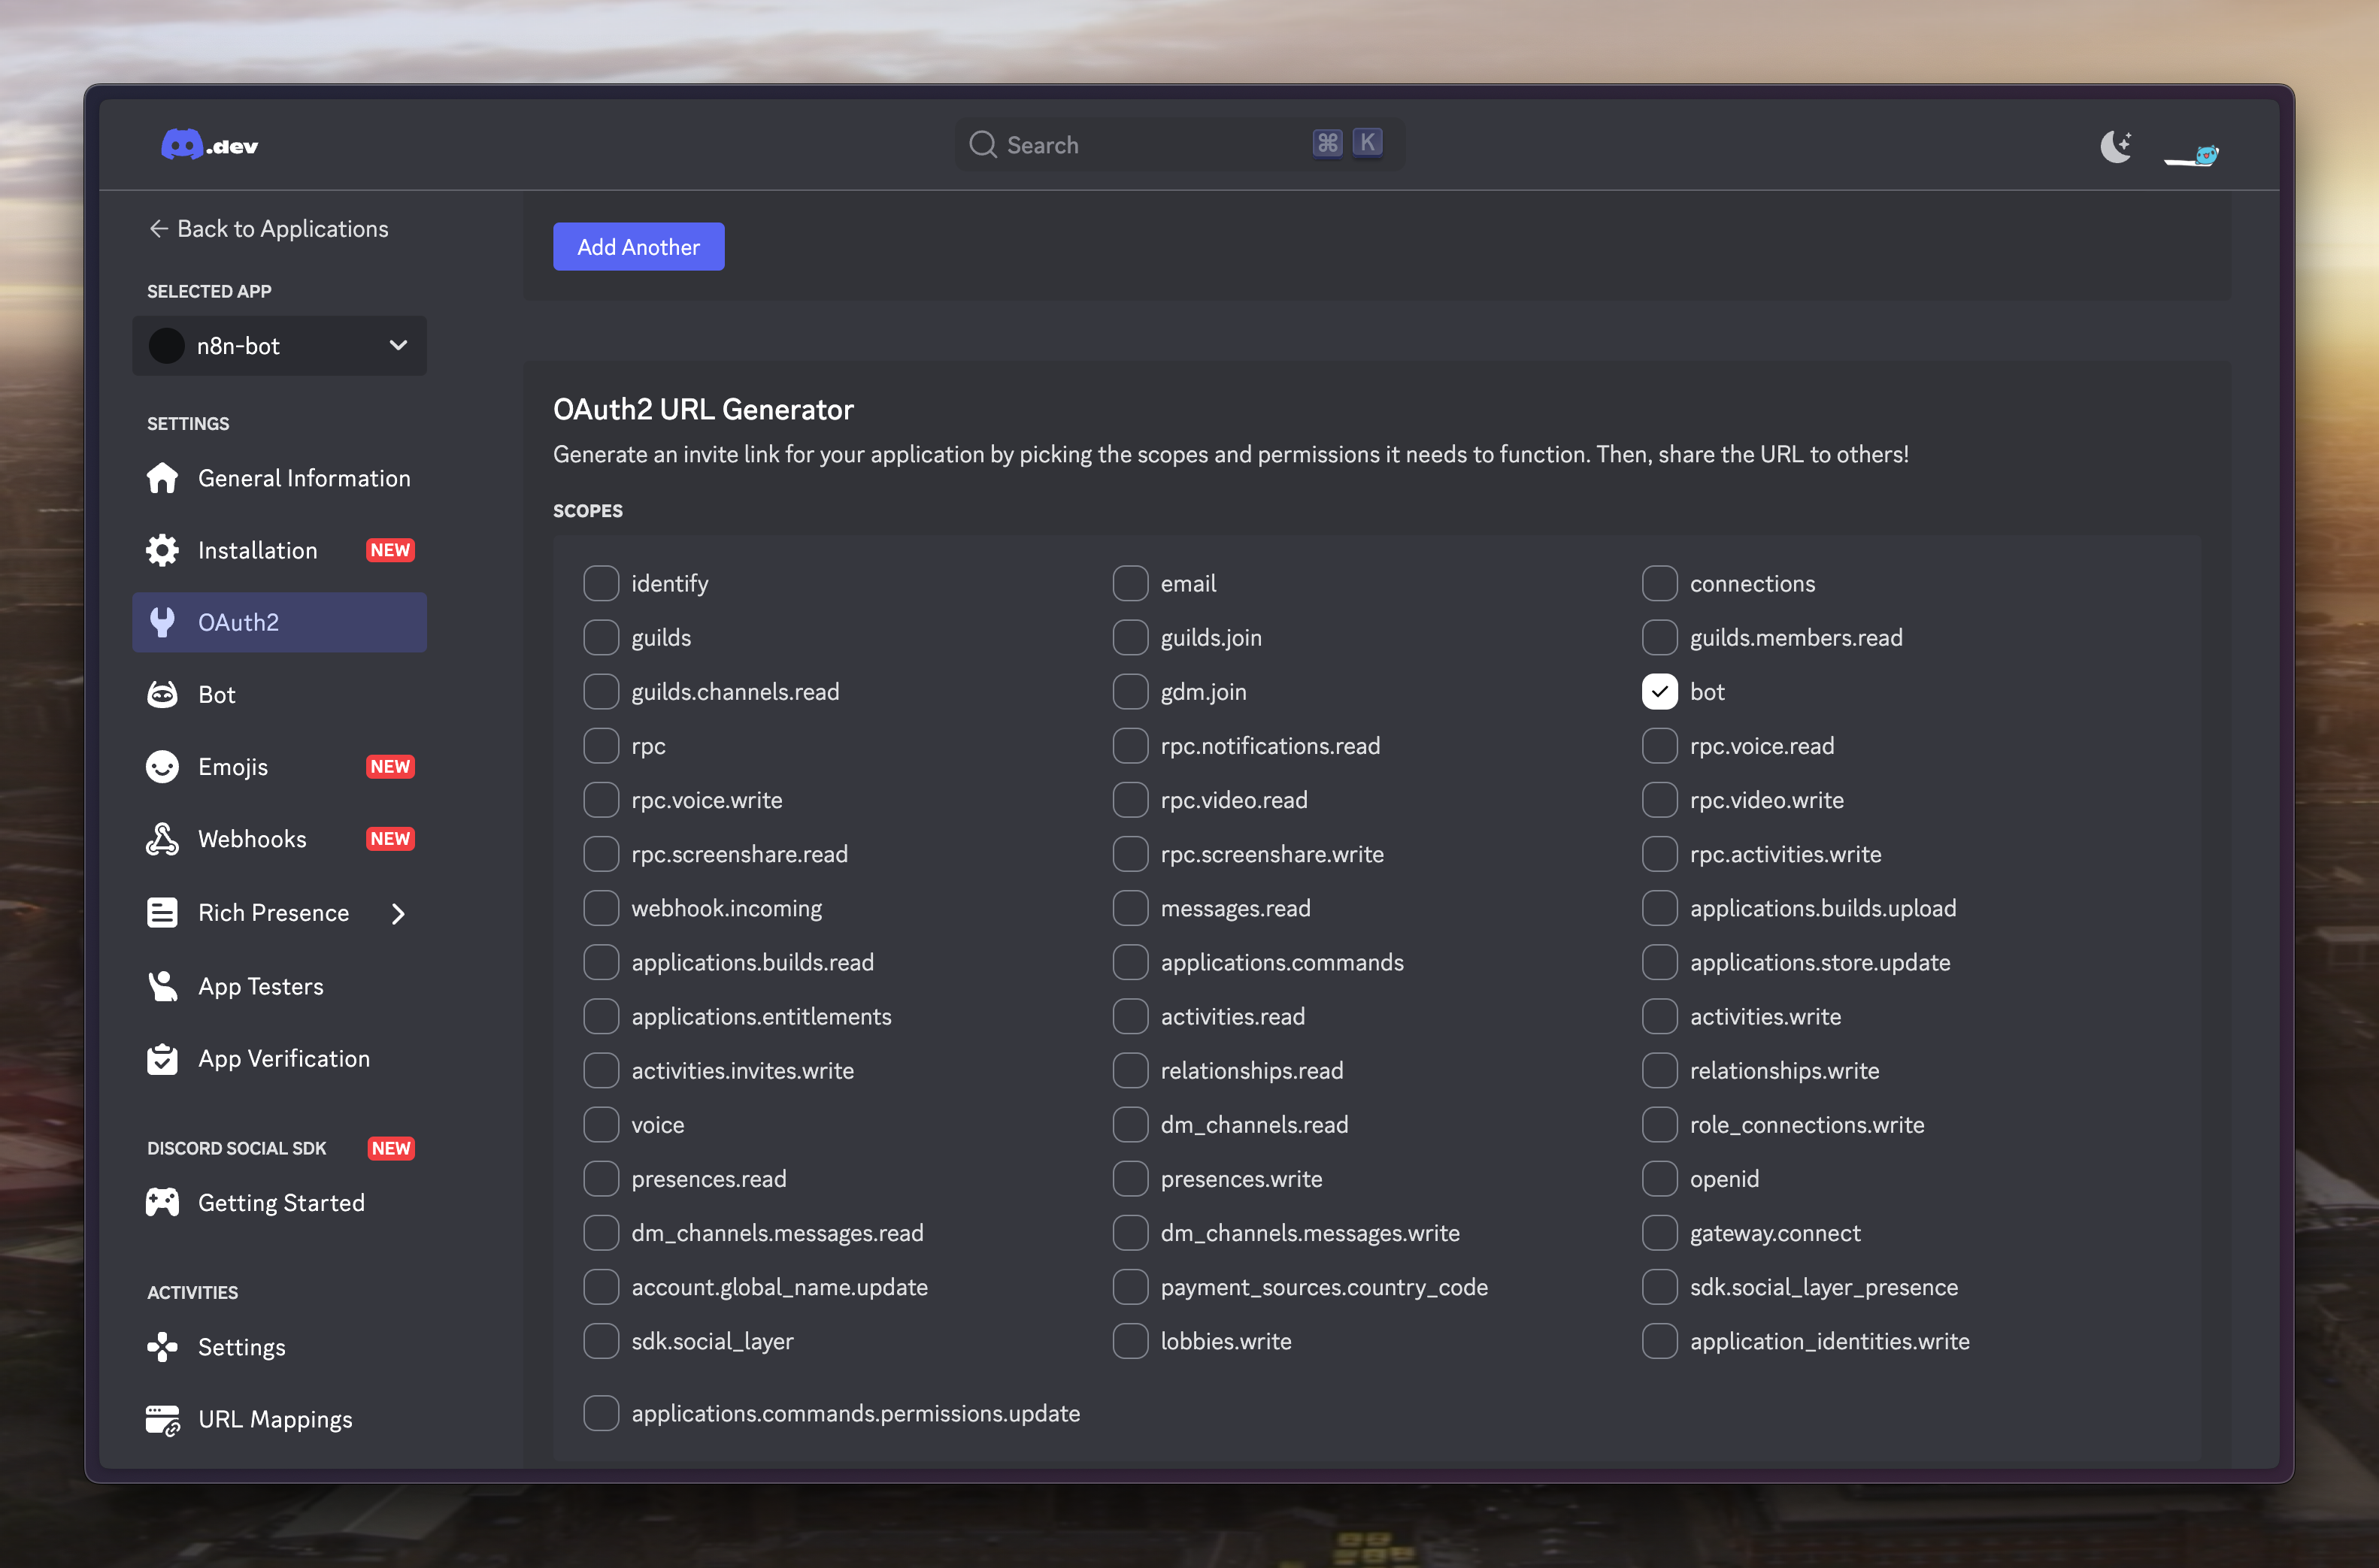 .dev
Search ⌘ K
Back to Applications
SELECTED APP
n8n-bot
SETTINGS
General Information
Installation NEW
OAuth2
Bot
Emojis NEW
Webhooks NEW
Rich Presence
App Testers
App Verification
DISCORD SOCIAL SDK NEW
Getting Started
ACTIVITIES
Settings
URL Mappings
Add Another
OAuth2 URL Generator
Generate an invite link for your application by picking the scopes and permissions it needs to function. Then, share the URL to others!
SCOPES
identify email connections
guilds guilds.join guilds.members.read
guilds.channels.read gdm.join bot
rpc rpc.notifications.read rpc.voice.read
rpc.voice.write rpc.video.read rpc.video.write
rpc.screenshare.read rpc.screenshare.write rpc.activities.write
webhook.incoming messages.read applications.builds.upload
applications.builds.read applications.commands applications.store.update
applications.entitlements activities.read activities.write
activities.invites.write relationships.read relationships.write
voice dm_channels.read role_connections.write
presences.read presences.write openid
dm_channels.messages.read dm_channels.messages.write gateway.connect
account.global_name.update payment_sources.country_code sdk.social_layer_presence
sdk.social_layer lobbies.write application_identities.write
applications.commands.permissions.update